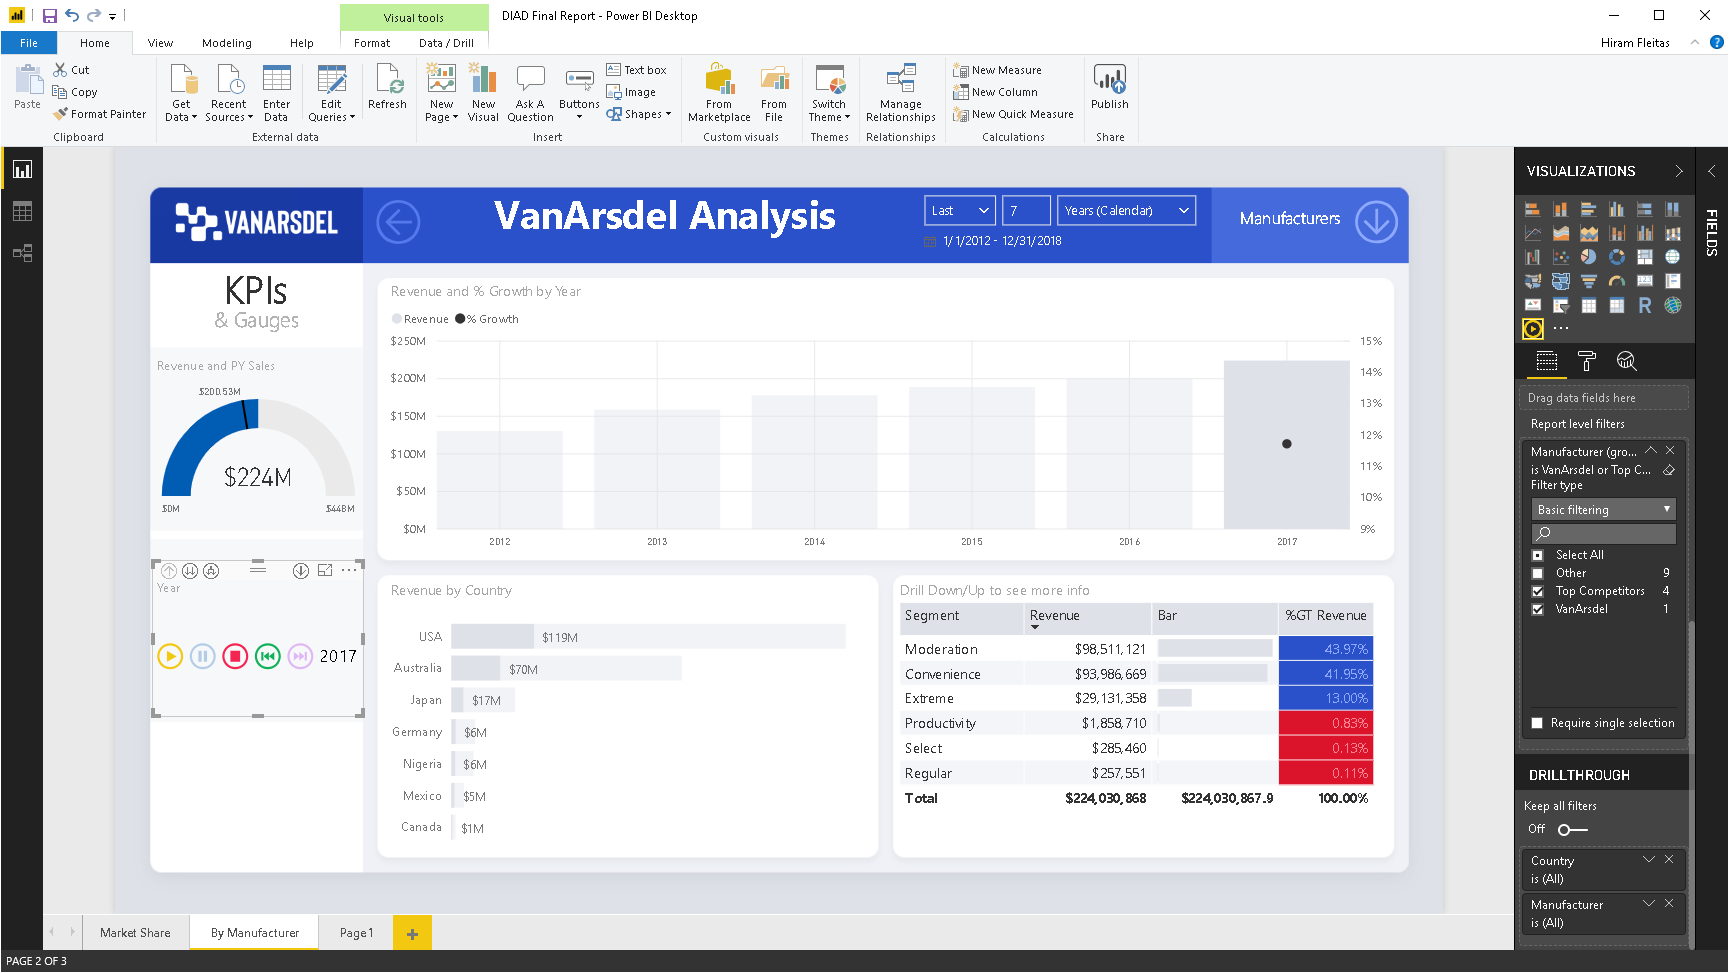 Visual tools
DIAD Final Report - Power BI Desktop
File
Home
View
Modeling
Help
Format
Data / Drill
Hiram Fleitas
Paste
Cut
Copy
Format Painter
Clipboard
Get Data
Recent Sources
Enter Data
Edit Queries
External data
Refresh
New Page
New Visual
Ask A Question
Buttons
Text box
Image
Shapes
Insert
From Marketplace
From File
Custom visuals
Switch Theme
Themes
Manage Relationships
Relationships
New Measure
New Column
New Quick Measure
Calculations
Publish
Share
VANARSDEL
VanArsdel Analysis
Last
7
Years (Calendar)
1/1/2012 - 12/31/2018
Manufacturers
KPIs
& Gauges
Revenue and PY Sales
$200.53M
$224M
$0M
$448M
Year
2017
Revenue and % Growth by Year
Revenue
% Growth
$250M
$200M
$150M
$100M
$50M
$0M
15%
14%
13%
12%
11%
10%
9%
2012
2013
2014
2015
2016
2017
Revenue by Country
USA $119M
Australia $70M
Japan $17M
Germany $6M
Nigeria $6M
Mexico $5M
Canada $1M
Drill Down/Up to see more info
Segment Revenue Bar %GT Revenue
Moderation $98,511,121 43.97%
Convenience $93,986,669 41.95%
Extreme $29,131,358 13.00%
Productivity $1,858,710 0.83%
Select $285,460 0.13%
Regular $257,551 0.11%
Total $224,030,868 $224,030,867.9 100.00%
VISUALIZATIONS
R
Drag data fields here
Report level filters
Manufacturer (gro...
is VanArsdel or Top C...
Filter type
Basic filtering
Select All
Other 9
Top Competitors 4
VanArsdel 1
Require single selection
DRILLTHROUGH
Keep all filters
Off
Country
is (All)
Manufacturer
is (All)
FIELDS
Market Share
By Manufacturer
Page 1
PAGE 2 OF 3